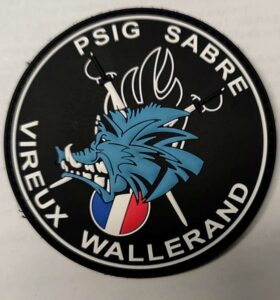 PSIG SABRE
VIREUX WALLERAND